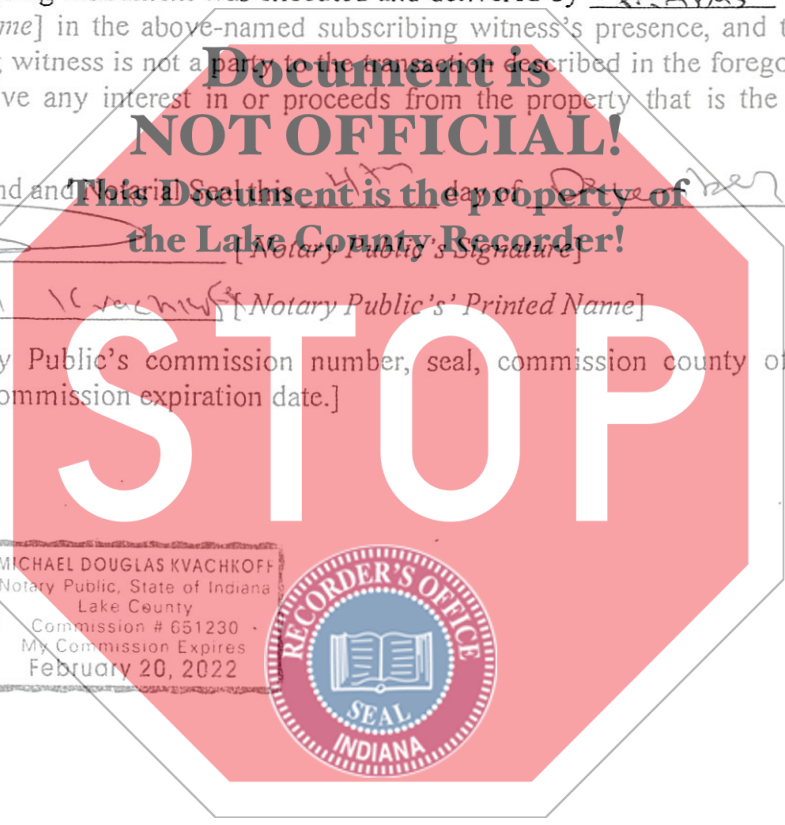 ing instrument was executed and delivered by
me] in the above-named subscribing witness's presence, and t
g witness is not a party to the transaction described in the forego
ve any interest in or proceeds from the property that is the
Document is
NOT OFFICIAL!
This Document is the property of
the Lake County Recorder!
nd and Notarial Seal this 4th day of December
[Notary Public's Signature]
[Notary Public's' Printed Name]
y Public's commission number, seal, commission county of
ommission expiration date.]
STOP
MICHAEL DOUGLAS KVACHKOFF
Notary Public, State of Indiana
Lake County
Commission # 651230
My Commission Expires
February 20, 2022
RECORDER'S OFFICE
SEAL
INDIANA